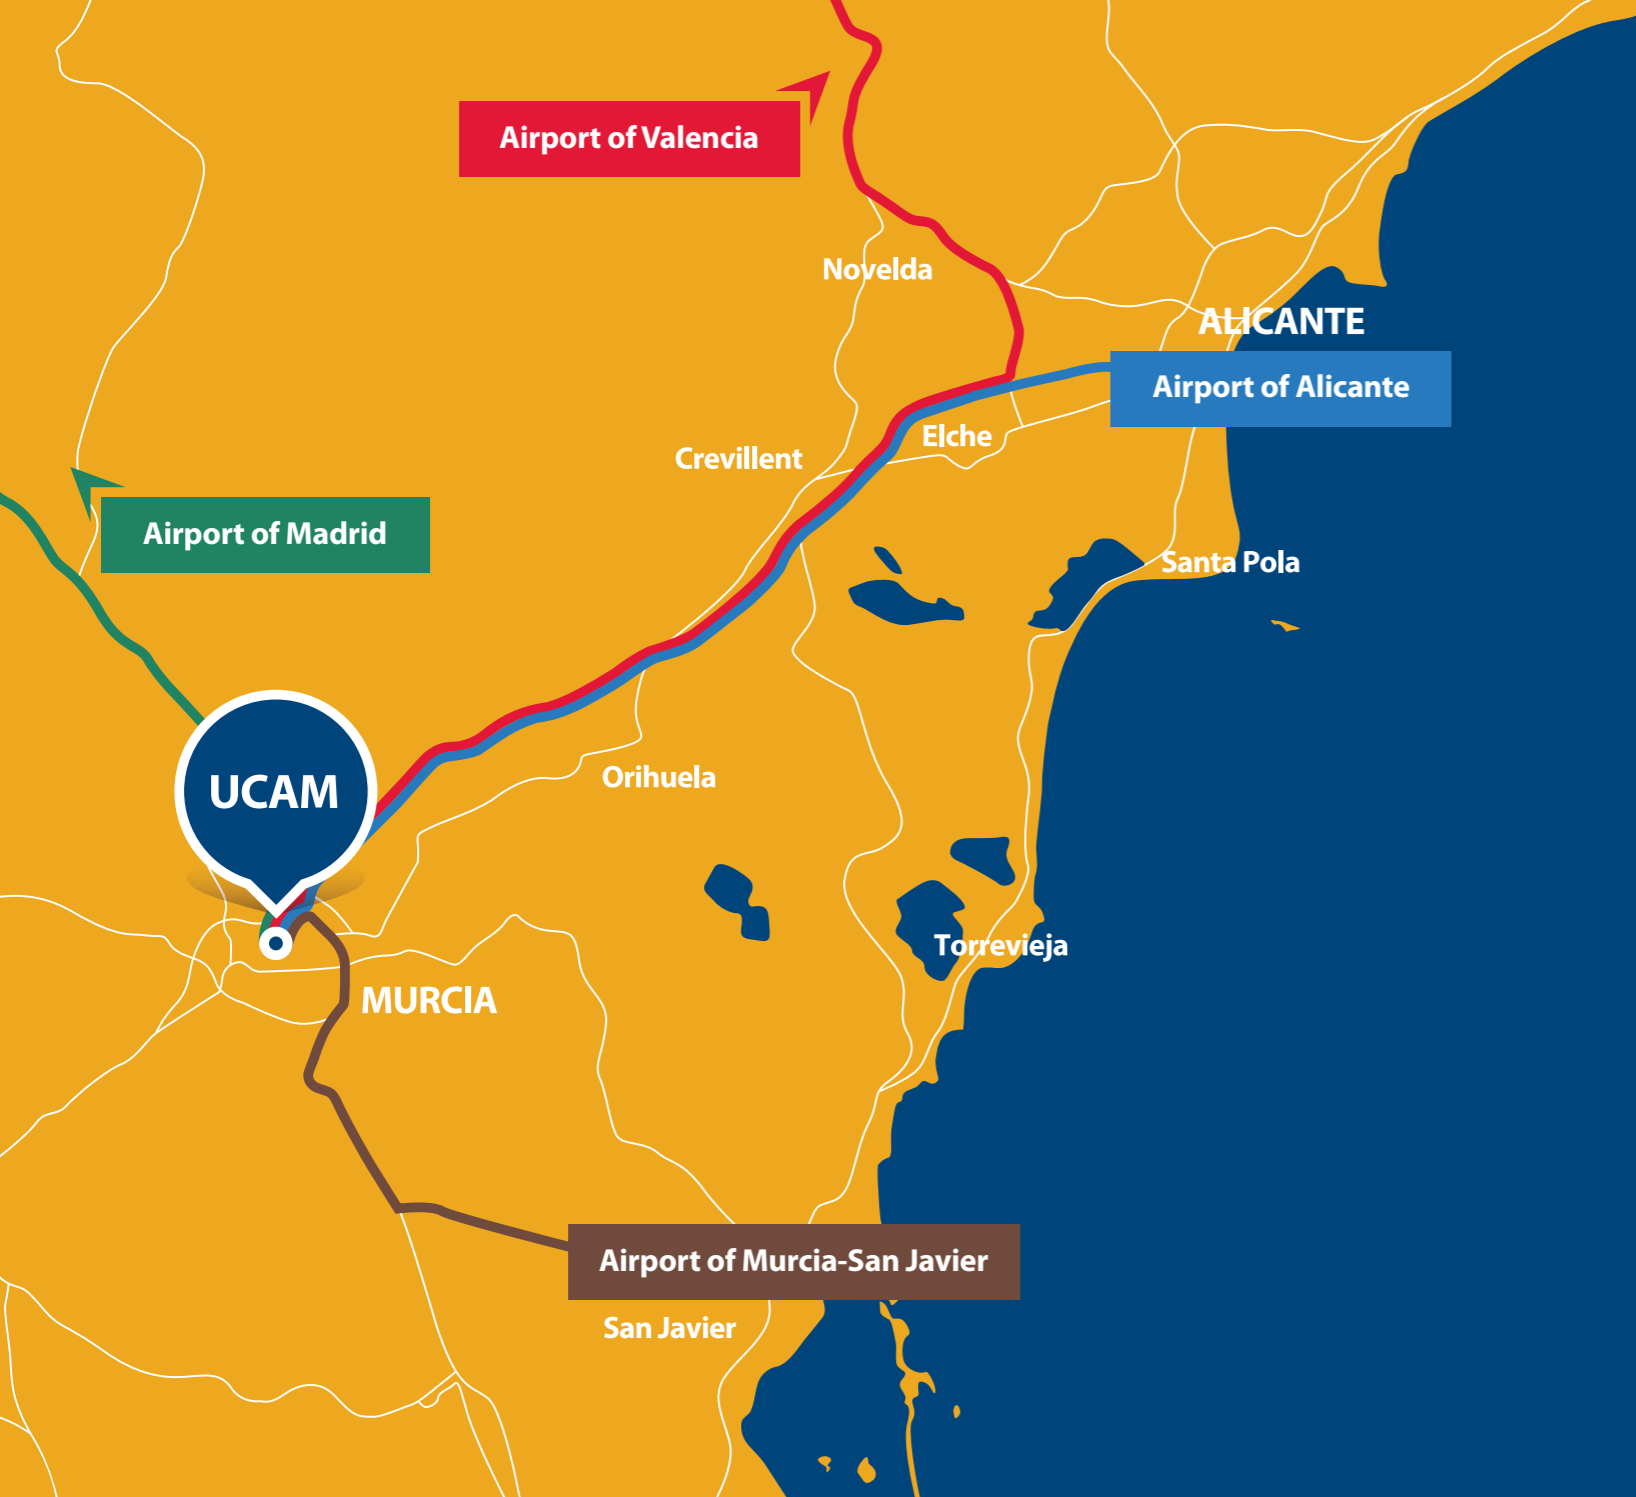 Airport of Valencia
Novelda
ALICANTE
Airport of Alicante
Elche
Crevillent
Airport of Madrid
Santa Pola
UCAM
Orihuela
Torrevieja
MURCIA
Airport of Murcia-San Javier
San Javier